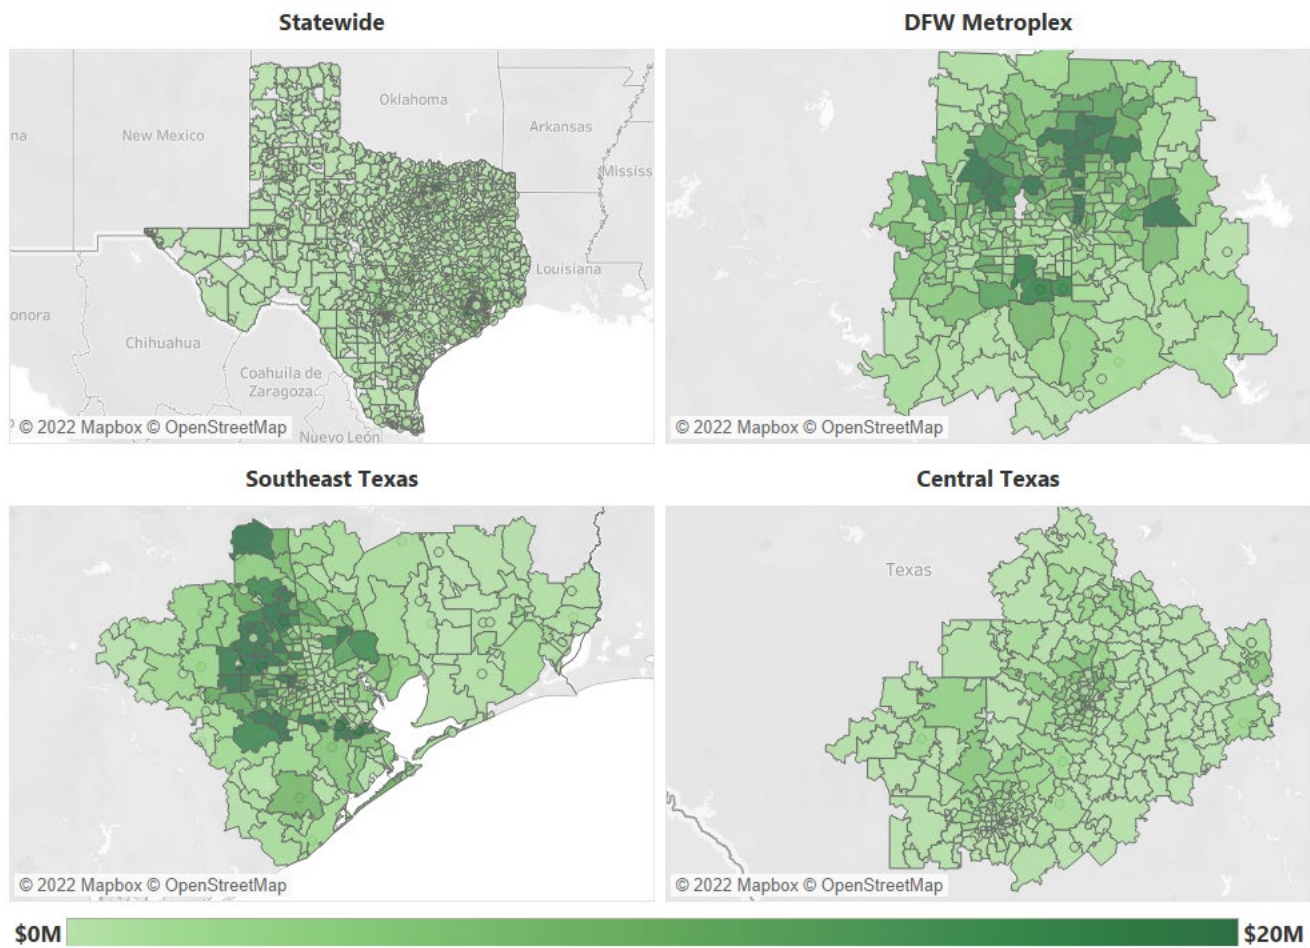 Statewide
DFW Metroplex
Oklahoma
New Mexico
Arkansas
na
Mississ
Louisiana
onora
Chihuahua
Coahuila de
Zaragoza
© 2022 Mapbox © OpenStreetMap
Nuevo León
© 2022 Mapbox © OpenStreetMap
Southeast Texas
Central Texas
Texas
© 2022 Mapbox © OpenStreetMap
© 2022 Mapbox © OpenStreetMap
$0M
$20M